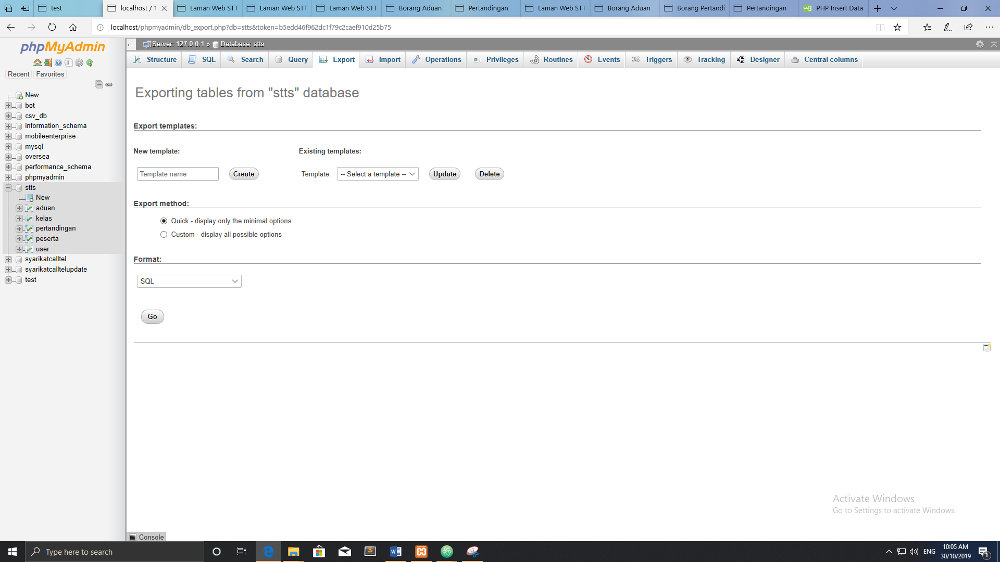 test
localhost / 1
Laman Web STT
Laman Web STT
Laman Web STT
Borang Aduan
Pertandingan
Laman Web STT
Borang Aduan
Borang Pertandi
Pertandingan
PHP Insert Data
localhost/phpmyadmin/db_export.php?db=stts&token=b5edd46f962dc1f79c2caef910d25b75
phpMyAdmin
Recent Favorites
New
bot
csv_db
information_schema
mobileenterprise
mysql
oversea
performance_schema
phpmyadmin
stts
New
aduan
kelas
pertandingan
peserta
user
syarikatcalltel
syarikatcalltelupdate
test
Server: 127.0.0.1 » Database: stts
Structure SQL Search Query Export Import Operations Privileges Routines Events Triggers Tracking Designer Central columns
Exporting tables from "stts" database
Export templates:
New template: Existing templates:
Template name Create Template: -- Select a template -- Update Delete
Export method:
Quick - display only the minimal options
Custom - display all possible options
Format:
SQL
Go
Activate Windows
Go to Settings to activate Windows.
Console
Type here to search
ENG
10:05 AM
30/10/2019
1